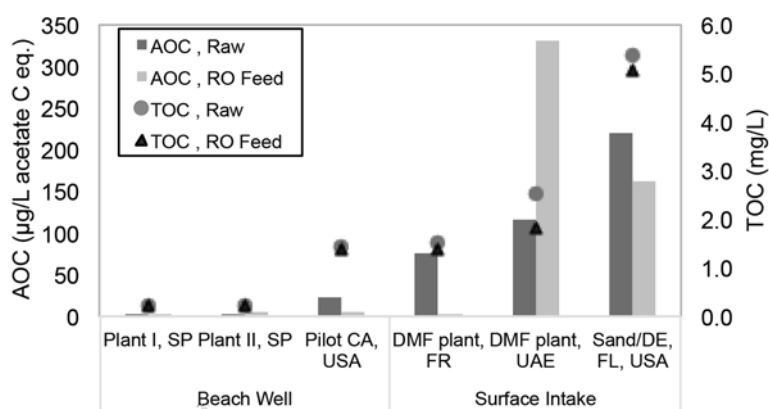 AOC (µg/L acetate C eq.)
350
300
250
200
150
100
50
0
AOC , Raw
AOC , RO Feed
TOC , Raw
TOC , RO Feed
6.0
5.0
4.0
3.0
2.0
1.0
0.0
TOC (mg/L)
Plant I, SP
Plant II, SP
Pilot CA,
USA
DMF plant,
FR
DMF plant,
UAE
Sand/DE,
FL, USA
Beach Well
Surface Intake